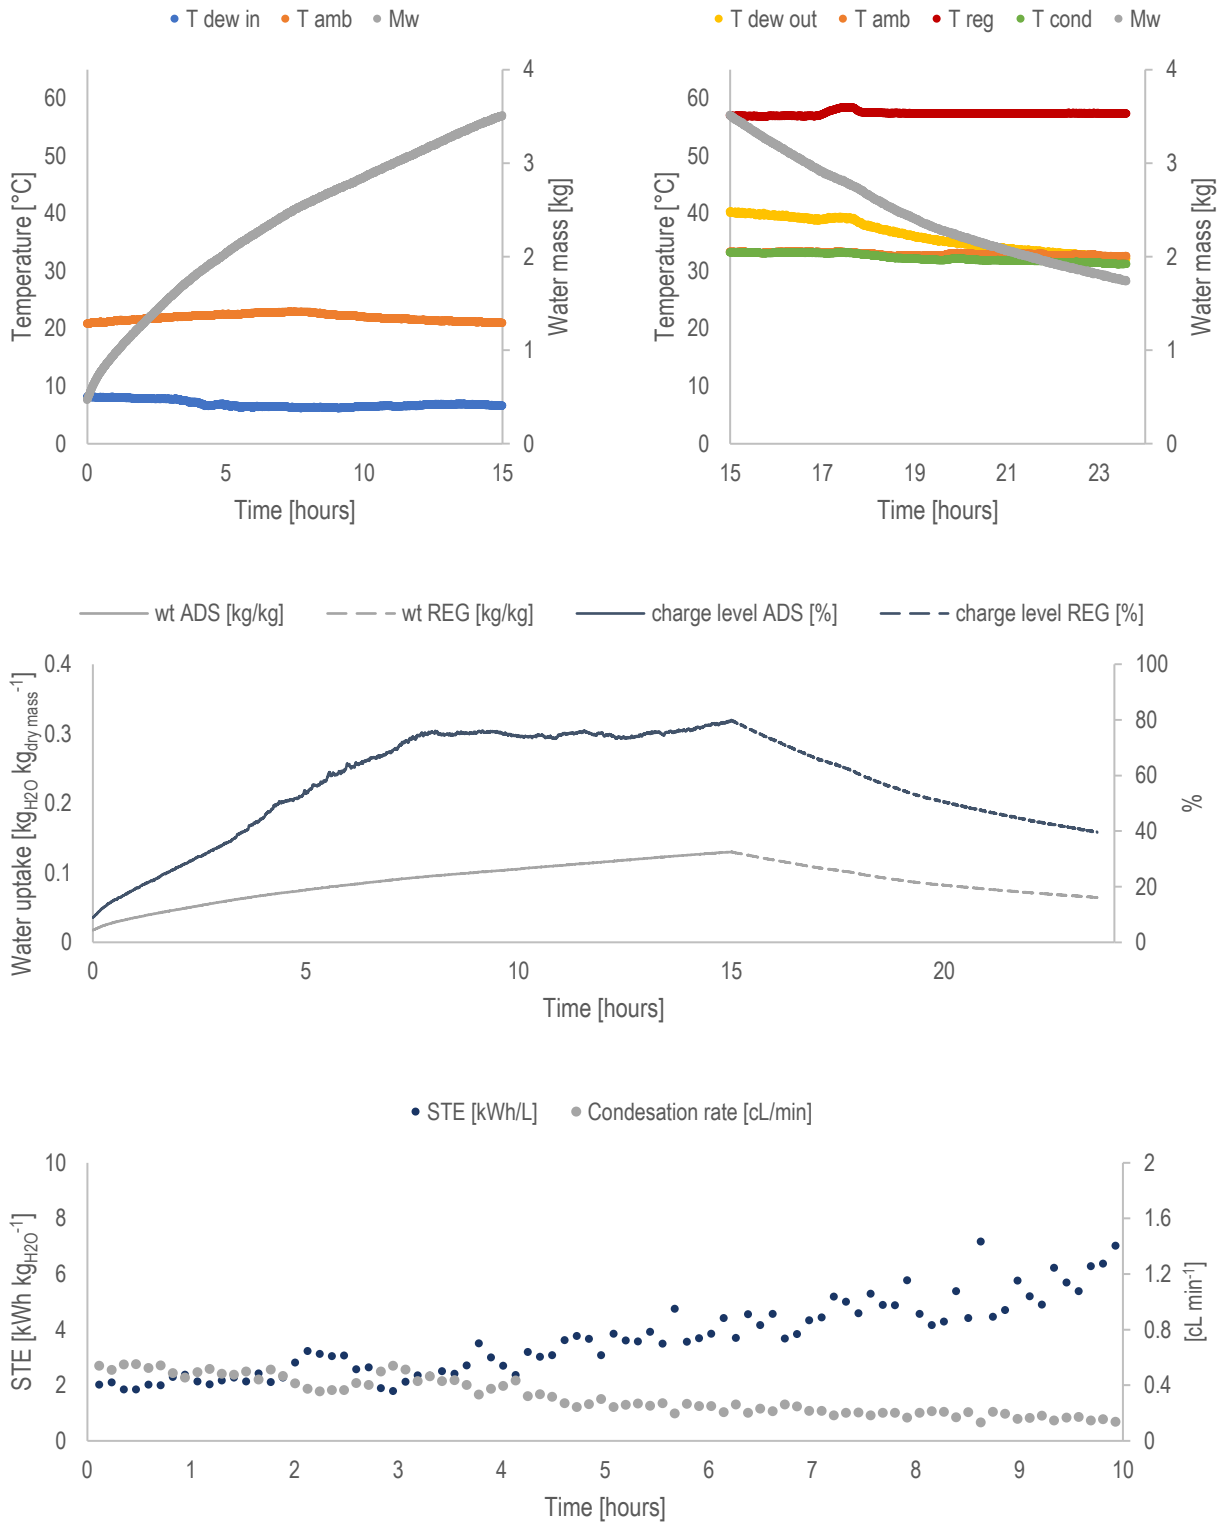 T dew in T amb Mw
T dew out T amb T reg T cond Mw
Temperature [°C]
60
50
40
30
20
10
0
4
3
2
1
0
Water mass [kg]
0 5 10 15
Time [hours]
Temperature [°C]
60
50
40
30
20
10
0
4
3
2
1
0
Water mass [kg]
15 17 19 21 23
Time [hours]
wt ADS [kg/kg] wt REG [kg/kg] charge level ADS [%] charge level REG [%]
Water uptake [kgH2O kgdry mass-1]
0.4
0.3
0.2
0.1
0
100
80
60
40
20
0
%
0 5 10 15 20
Time [hours]
STE [kWh/L] Condesation rate [cL/min]
STE [kWh kgH2O-1]
10
8
6
4
2
0
2
1.6
1.2
0.8
0.4
0
[cL min-1]
0 1 2 3 4 5 6 7 8 9 10
Time [hours]